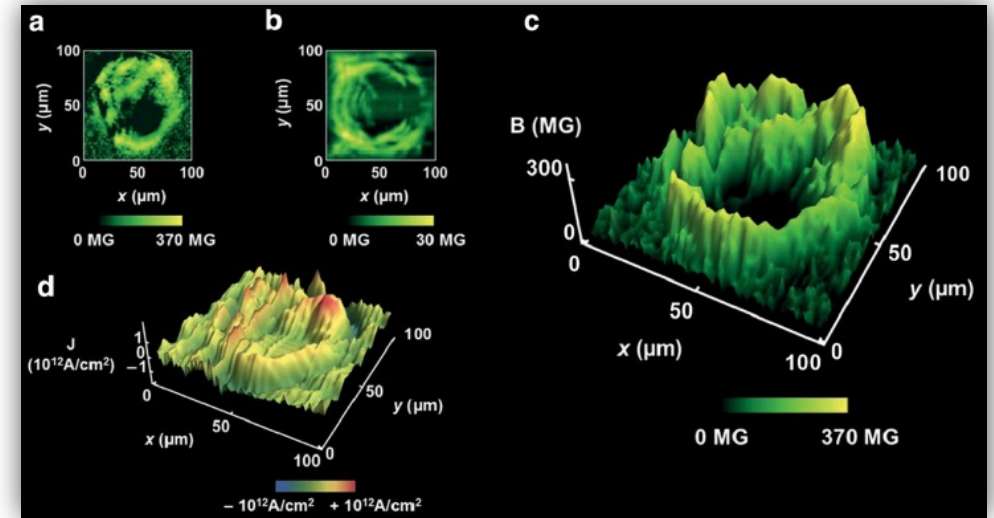 a
100
y (μm)
50
0
0 50 100
x (μm)
0 MG 370 MG
b
100
y (μm)
50
0
0 50 100
x (μm)
0 MG 30 MG
c
B (MG)
300
0
0
50
100
x (μm)
0
50
100
y (μm)
0 MG 370 MG
d
J
(10¹²A/cm²)
1
0
–1
0
50
100
x (μm)
0
50
100
y (μm)
– 10¹²A/cm² + 10¹²A/cm²